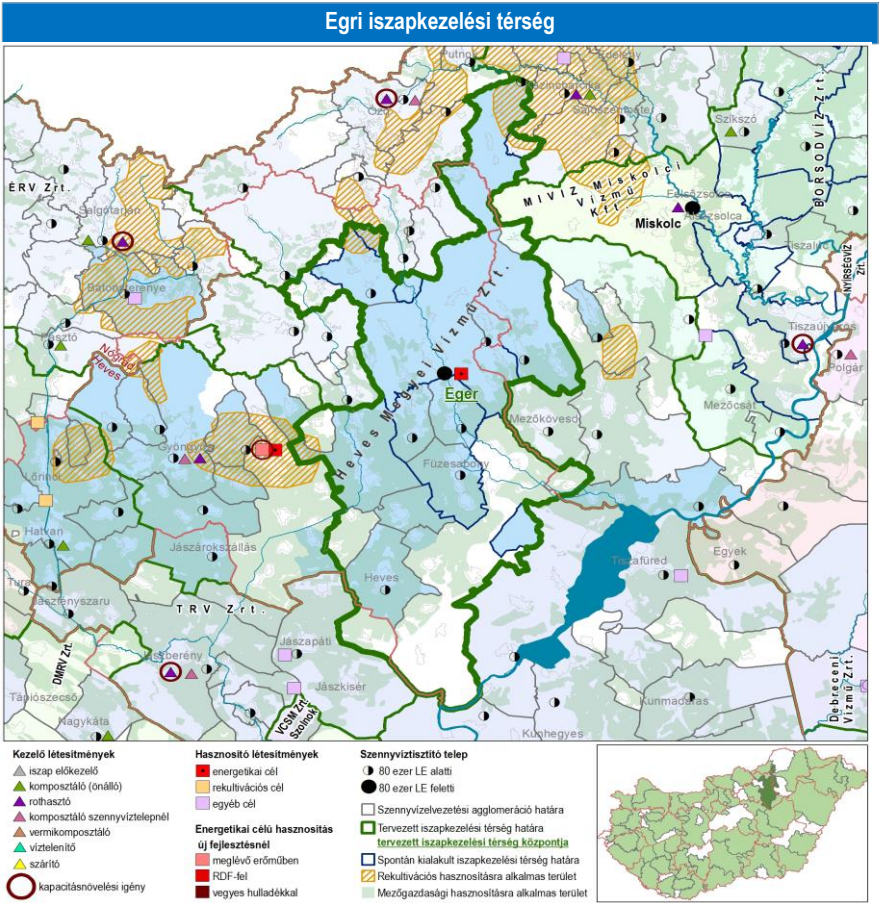 Egri iszapkezelési térség
Putnok
Edelény
Kazincbarcika
Ózd
Sajószentpéter
Szikszó
ÉRV Zrt.
MIVIZ Miskolci
Vízmű
Kft.
BORSODVÍZ Zrt.
Felsőzsolca
Miskolc
Alsózsolca
Salgótarján
Tiszalúc
NYÍRSÉGVÍZ
Zrt.
Bátonyterenye
Heves Megyei Vízmű Zrt.
Tiszaújváros
Pásztó
Nógrád
Heves
Polgár
Eger
Mezőcsát
Mezőkövesd
Gyöngyös
Lőrinci
Füzesabony
Hatvan
Jászárokszállás
Egyek
Tiszafüred
Heves
Tura
Jászfényszaru
TRV Zrt.
DMRV Zrt.
Jászberény
Jászapáti
Tápiószecső
Jászkisér
VCSM Zrt.
Szolnok
Kunmadaras
Debreceni
Vízmű Zrt.
Nagykáta
Kunhegyes
Kezelő létesítmények
iszap előkezelő
komposztáló (önálló)
rothasztó
komposztáló szennyvíztelepnél
vermikomposztáló
víztelenítő
szárító
kapacitásnövelési igény
Hasznosító létesítmények
energetikai cél
rekultivációs cél
egyéb cél
Energetikai célú hasznosítás
új fejlesztésnél
meglévő erőműben
RDF-fel
vegyes hulladékkal
Szennyvíztisztító telep
80 ezer LE alatti
80 ezer LE feletti
Szennyvízelvezetési agglomeráció határa
Tervezett iszapkezelési térség határa
tervezett iszapkezelési térség központja
Spontán kialakult iszapkezelési térség határa
Rekultivációs hasznosításra alkalmas terület
Mezőgazdasági hasznosításra alkalmas terület